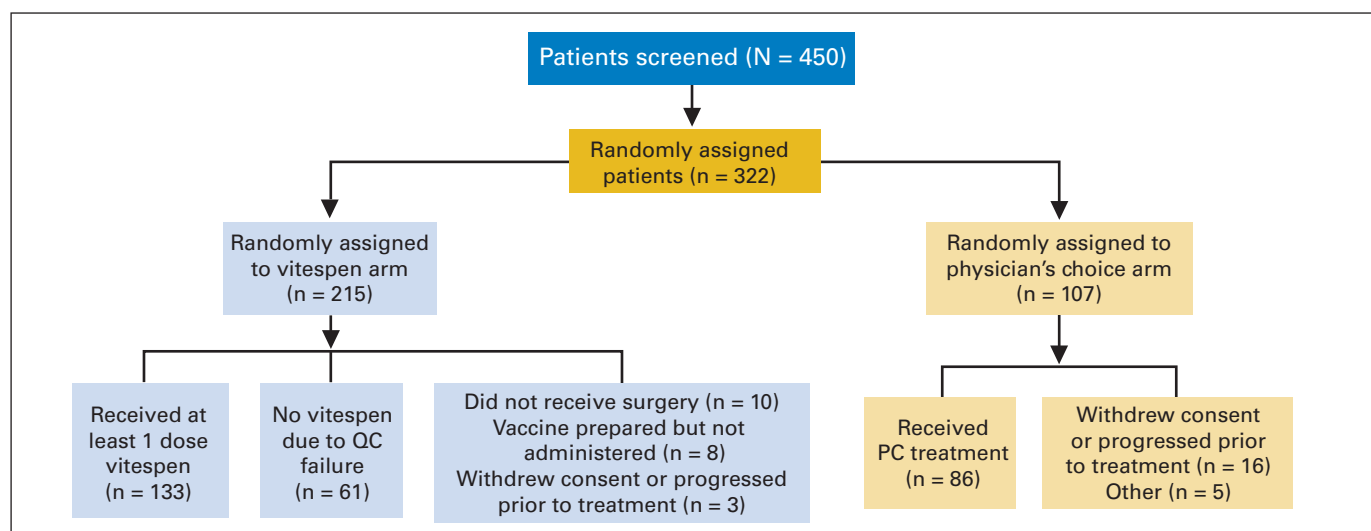 Patients screened (N = 450)
Randomly assigned
patients (n = 322)
Randomly assigned
to vitespen arm
(n = 215)
Randomly assigned to
physician's choice arm
(n = 107)
Received at
least 1 dose
vitespen
(n = 133)
No vitespen
due to QC
failure
(n = 61)
Did not receive surgery (n = 10)
Vaccine prepared but not
administered (n = 8)
Withdrew consent or progressed
prior to treatment (n = 3)
Received
PC treatment
(n = 86)
Withdrew consent
or progressed prior
to treatment (n = 16)
Other (n = 5)